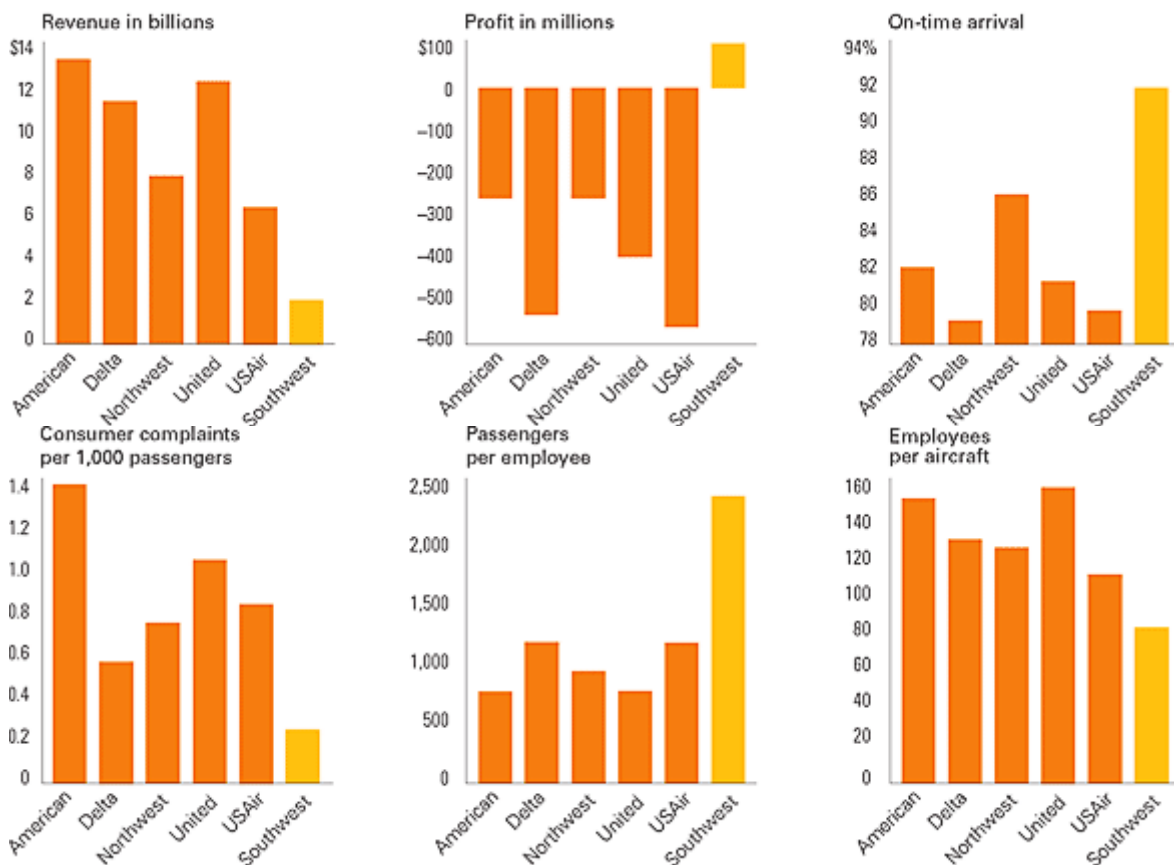 Revenue in billions
$14
12
10
8
6
4
2
0
American
Delta
Northwest
United
USAir
Southwest
Profit in millions
$100
0
–100
–200
–300
–400
–500
–600
American
Delta
Northwest
United
USAir
Southwest
On-time arrival
94%
92
90
88
86
84
82
80
78
American
Delta
Northwest
United
USAir
Southwest
Consumer complaints
per 1,000 passengers
1.4
1.2
1.0
0.8
0.6
0.4
0.2
0
American
Delta
Northwest
United
USAir
Southwest
Passengers
per employee
2,500
2,000
1,500
1,000
500
0
American
Delta
Northwest
United
USAir
Southwest
Employees
per aircraft
160
140
120
100
80
60
40
20
0
American
Delta
Northwest
United
USAir
Southwest